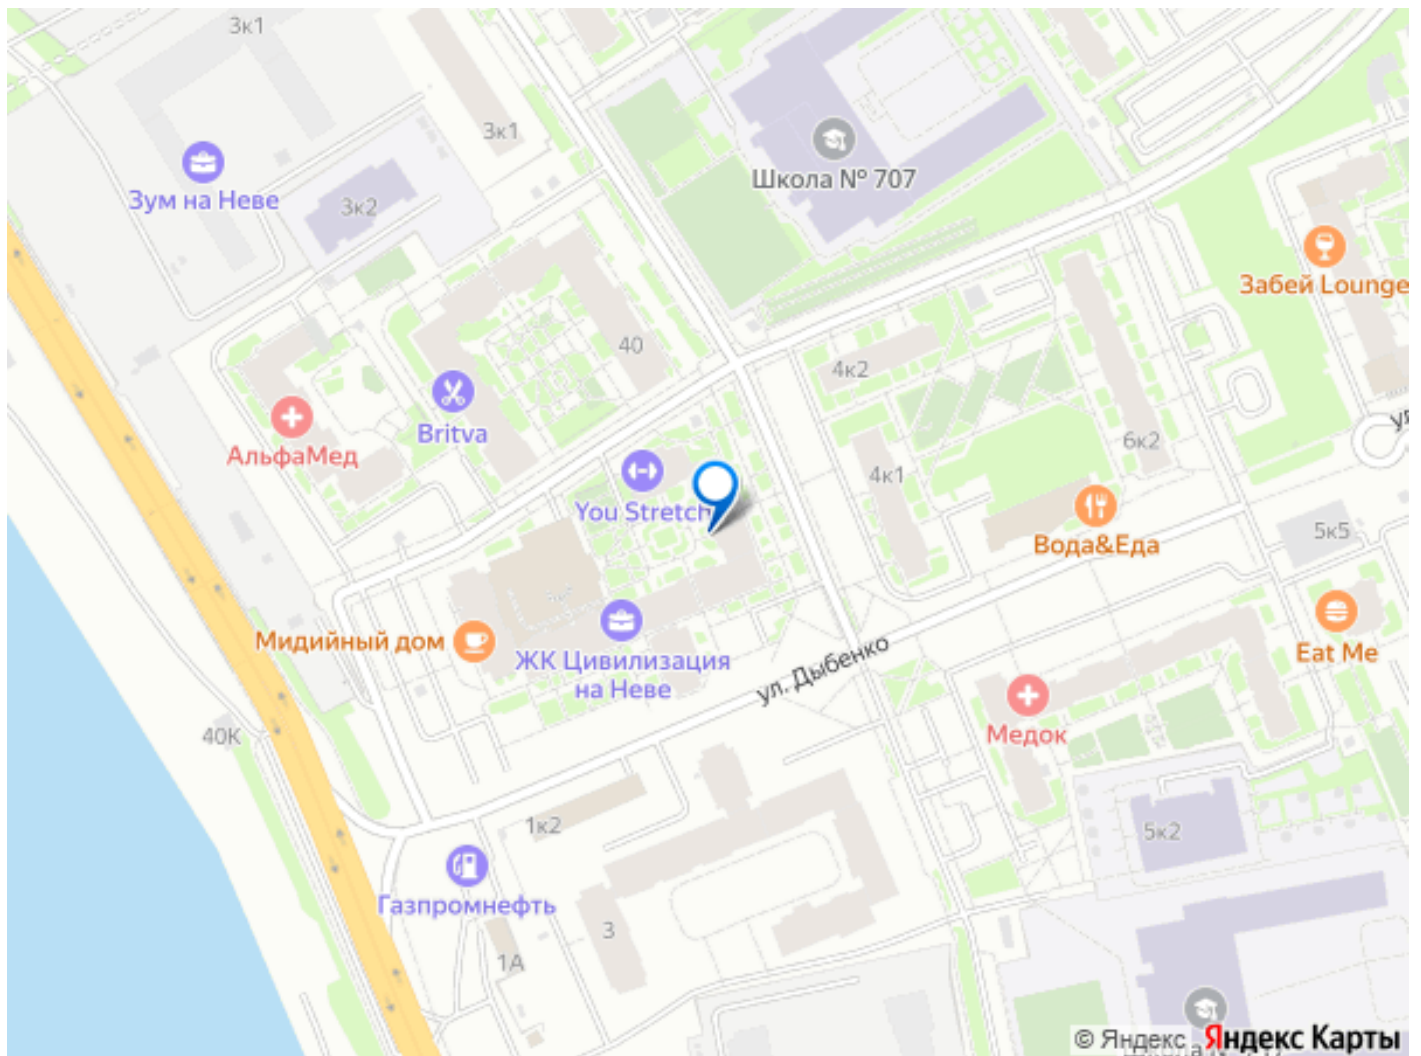 3к1
3к1
Школа № 707
Зум на Неве
3к2
Забей Lounge
40
4к2
Britva
АльфаМед
6к2
4к1
You Stretch
5к5
Вода&Еда
Мидийный дом
ЖК Цивилизация
на Неве
ул. Дыбенко
Eat Me
40К
Медок
1к2
5к2
Газпромнефть
3
1А
© Яндекс Яндекс Карты